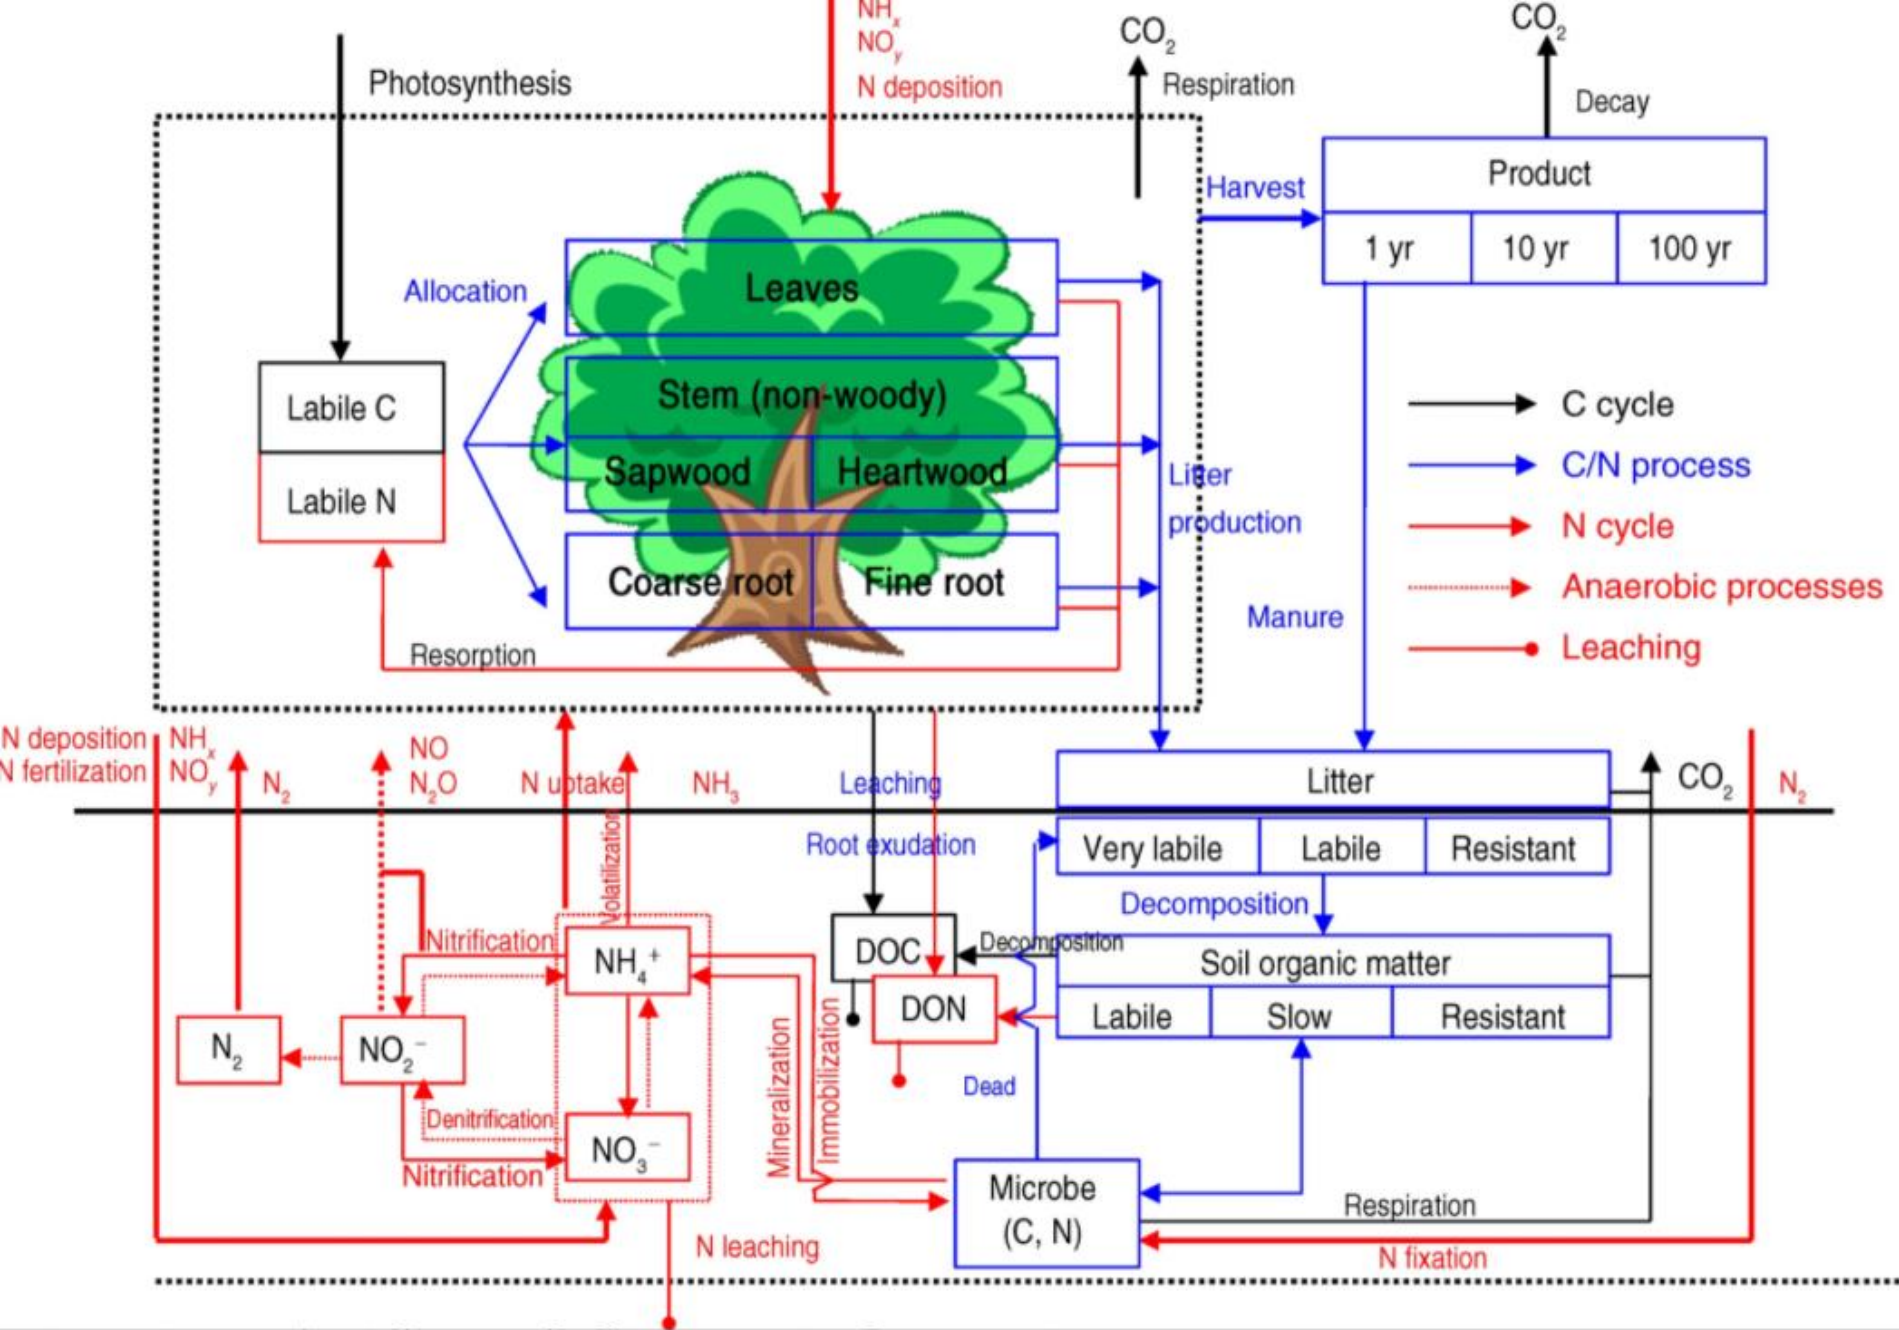 NHₓ
NOᵧ
N deposition
CO₂
Respiration
CO₂
Decay
Photosynthesis
Product
1 yr
10 yr
100 yr
Harvest
Allocation
Leaves
Stem (non-woody)
Sapwood
Heartwood
Coarse root
Fine root
Labile C
Labile N
Resorption
Litter
production
Manure
C cycle
C/N process
N cycle
Anaerobic processes
Leaching
N deposition
N fertilization
NHₓ
NOᵧ
N₂
NO
N₂O
N uptake
Volatilization
NH₃
Leaching
Root exudation
Litter
CO₂
N₂
Very labile
Labile
Resistant
Decomposition
Soil organic matter
Labile
Slow
Resistant
Decomposition
DOC
DON
Dead
Nitrification
NH₄⁺
N₂
NO₂⁻
Denitrification
NO₃⁻
Nitrification
Mineralization
Immobilization
Microbe
(C, N)
Respiration
N fixation
N leaching